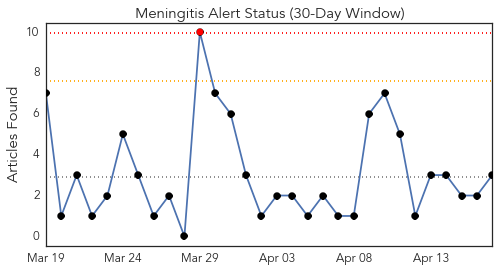 Meningitis Alert Status (30-Day Window)
Articles Found
10
8
6
4
2
0
Mar 19 Mar 24 Mar 29 Apr 03 Apr 08 Apr 13